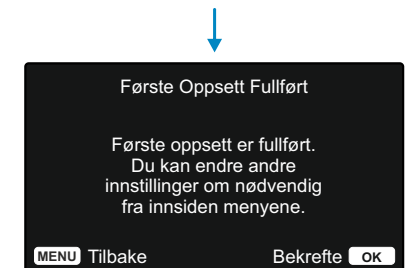 Første Oppsett Fullført
Første oppsett er fullført.
Du kan endre andre
innstillinger om nødvendig
fra innsiden menyene.
MENU Tilbake Bekrefte OK